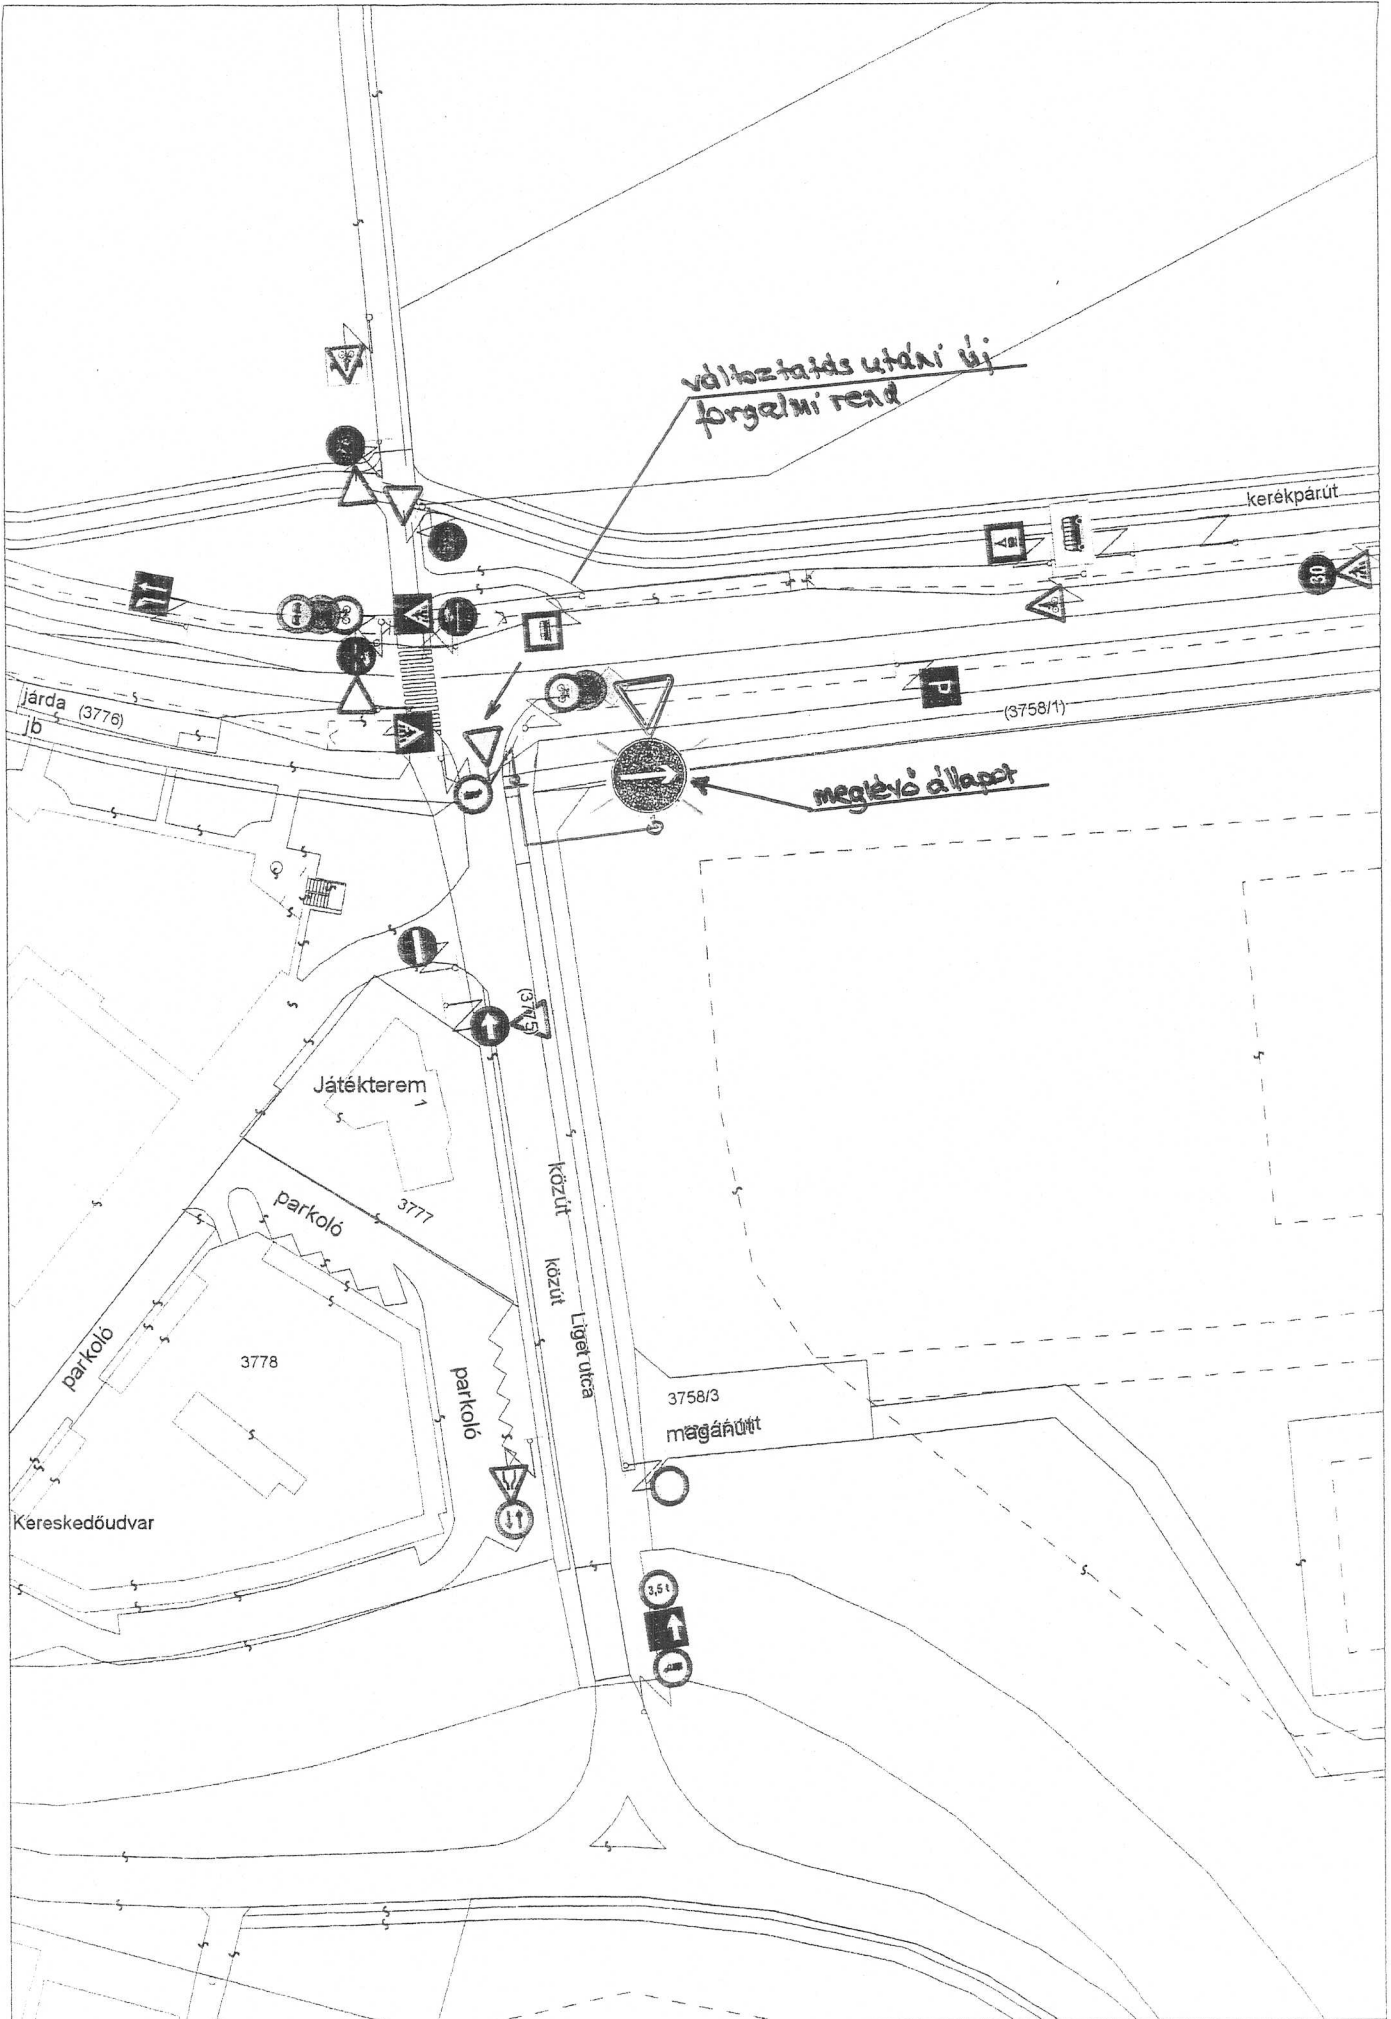 változtatás utáni új
forgalmi rend
kerékpárút
30
P
járda (3776)
jb
(3758/1)
meglévő állapot
(3775)
Játékterem
1
közút
3777
parkoló
közút
Liget utca
parkoló
3778
parkoló
3758/3
magánút
Kereskedőudvar
3,5 t